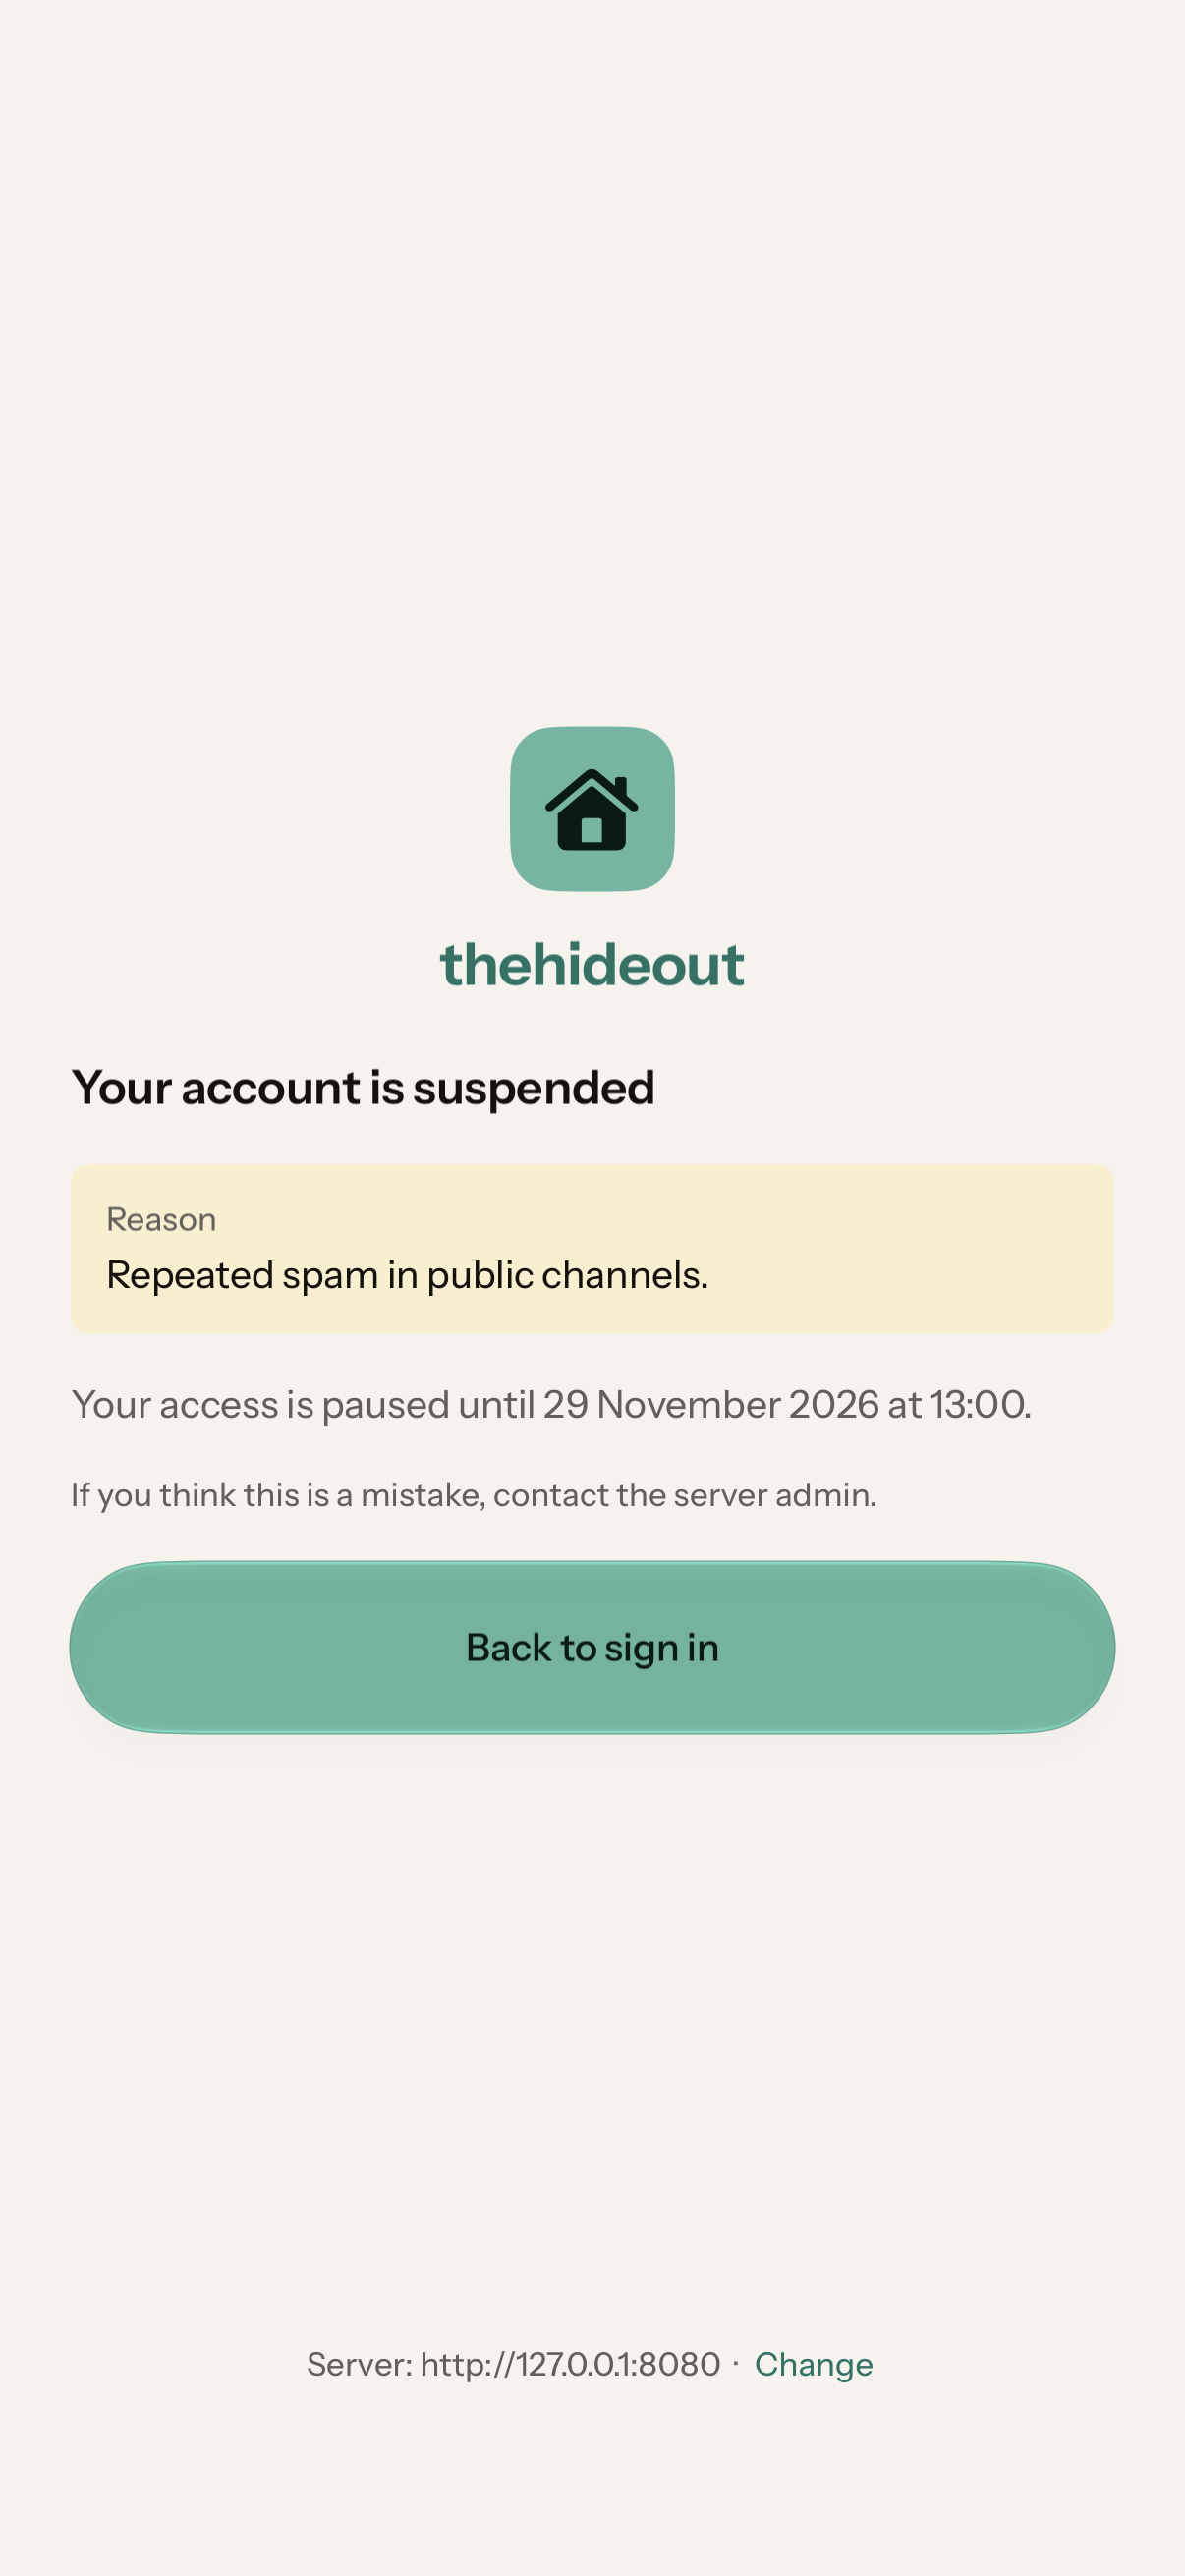 thehideout
Your account is suspended
Reason
Repeated spam in public channels.
Your access is paused until 29 November 2026 at 13:00.
If you think this is a mistake, contact the server admin.
Back to sign in
Server: http://127.0.0.1:8080 · Change